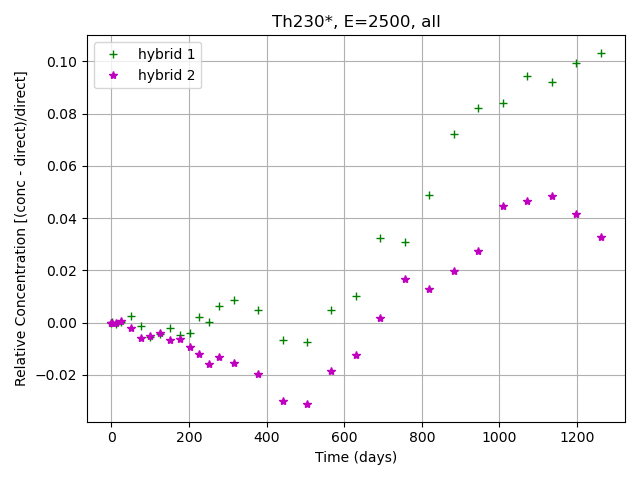 Th230*, E=2500, all
hybrid 1
hybrid 2
Relative Concentration [(conc - direct)/direct]
0.10
0.08
0.06
0.04
0.02
0.00
−0.02
0
200
400
600
800
1000
1200
Time (days)